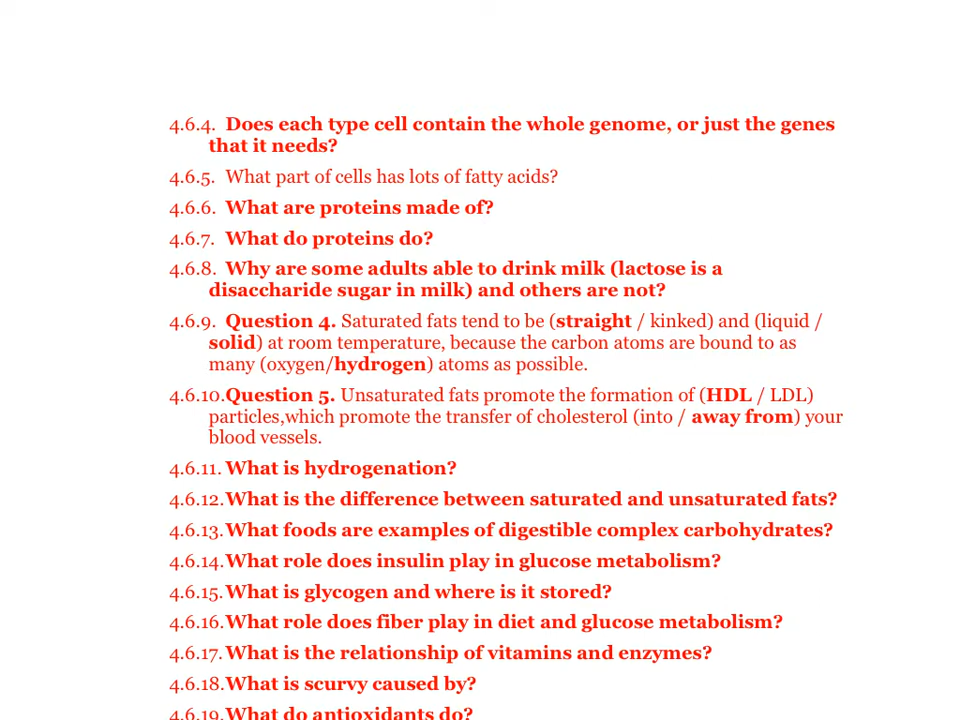 4.6.4. Does each type cell contain the whole genome, or just the genes
that it needs?
4.6.5. What part of cells has lots of fatty acids?
4.6.6. What are proteins made of?
4.6.7. What do proteins do?
4.6.8. Why are some adults able to drink milk (lactose is a
disaccharide sugar in milk) and others are not?
4.6.9. Question 4. Saturated fats tend to be (straight / kinked) and (liquid /
solid) at room temperature, because the carbon atoms are bound to as
many (oxygen/hydrogen) atoms as possible.
4.6.10.Question 5. Unsaturated fats promote the formation of (HDL / LDL)
particles,which promote the transfer of cholesterol (into / away from) your
blood vessels.
4.6.11. What is hydrogenation?
4.6.12.What is the difference between saturated and unsaturated fats?
4.6.13.What foods are examples of digestible complex carbohydrates?
4.6.14.What role does insulin play in glucose metabolism?
4.6.15.What is glycogen and where is it stored?
4.6.16.What role does fiber play in diet and glucose metabolism?
4.6.17.What is the relationship of vitamins and enzymes?
4.6.18.What is scurvy caused by?
4.6.19.What do antioxidants do?